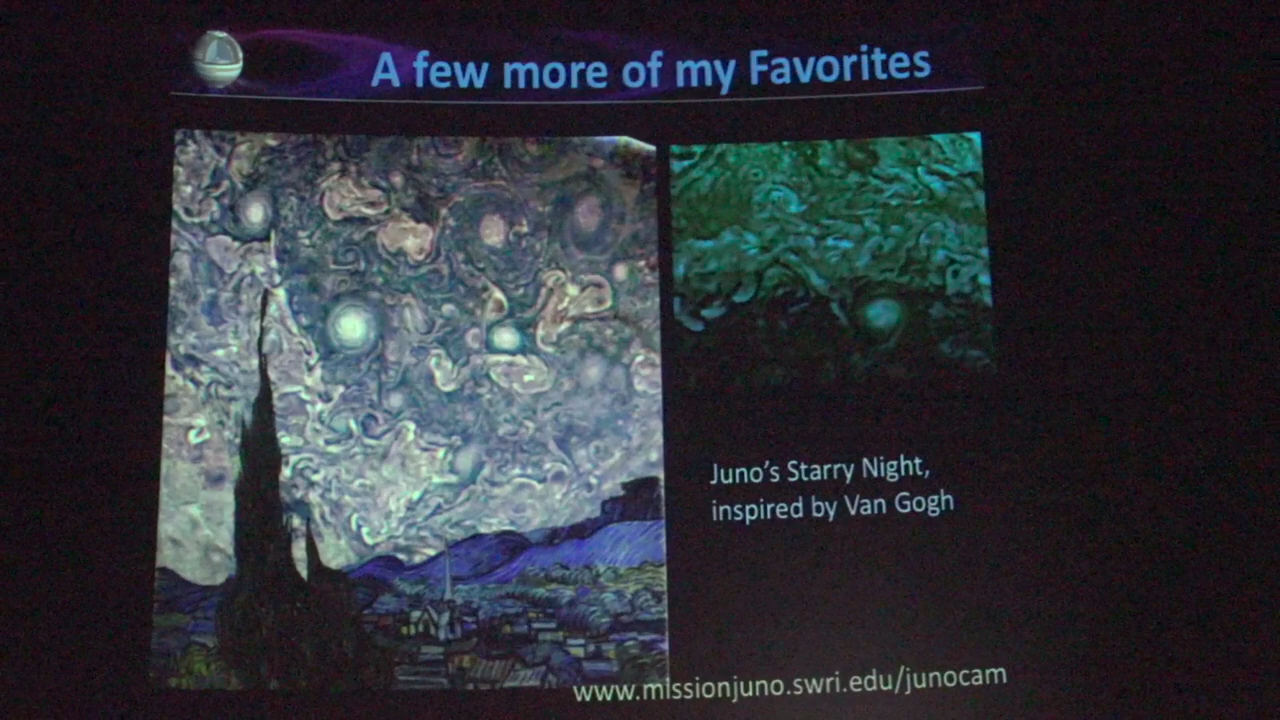 A few more of my Favorites
Juno's Starry Night,
inspired by Van Gogh
www.missionjuno.swri.edu/junocam